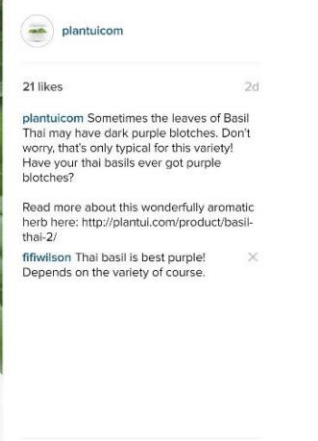 plantuicom
21 likes 2d
plantuicom Sometimes the leaves of Basil
Thai may have dark purple blotches. Don't
worry, that's only typical for this variety!
Have your thai basils ever got purple
blotches?
Read more about this wonderfully aromatic
herb here: http://plantui.com/product/basil-
thai-2/
fifiwilson Thai basil is best purple!
Depends on the variety of course.